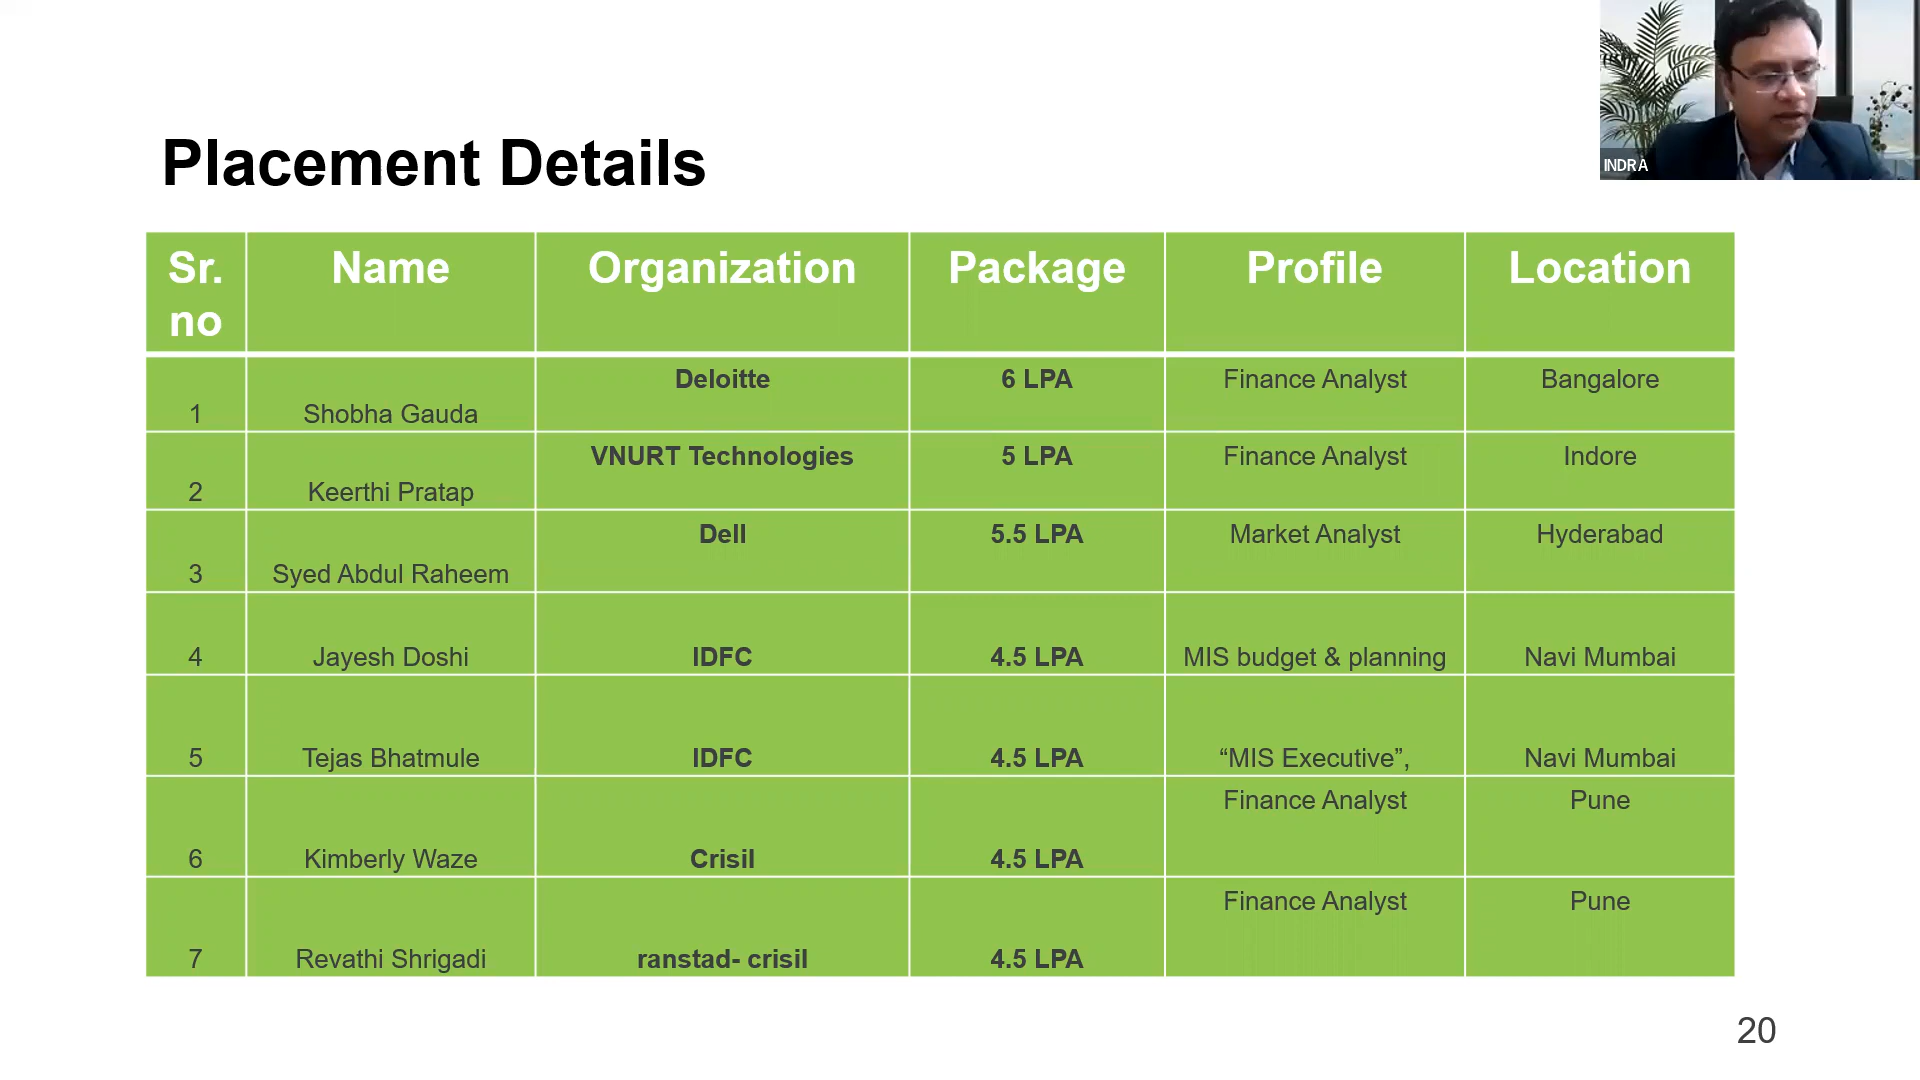 INDRA
Placement Details
Sr. no Name Organization Package Profile Location
1 Shobha Gauda Deloitte 6 LPA Finance Analyst Bangalore
2 Keerthi Pratap VNURT Technologies 5 LPA Finance Analyst Indore
3 Syed Abdul Raheem Dell 5.5 LPA Market Analyst Hyderabad
4 Jayesh Doshi IDFC 4.5 LPA MIS budget & planning Navi Mumbai
5 Tejas Bhatmule IDFC 4.5 LPA “MIS Executive”, Navi Mumbai
6 Kimberly Waze Crisil 4.5 LPA Finance Analyst Pune
7 Revathi Shrigadi ranstad- crisil 4.5 LPA Finance Analyst Pune
20